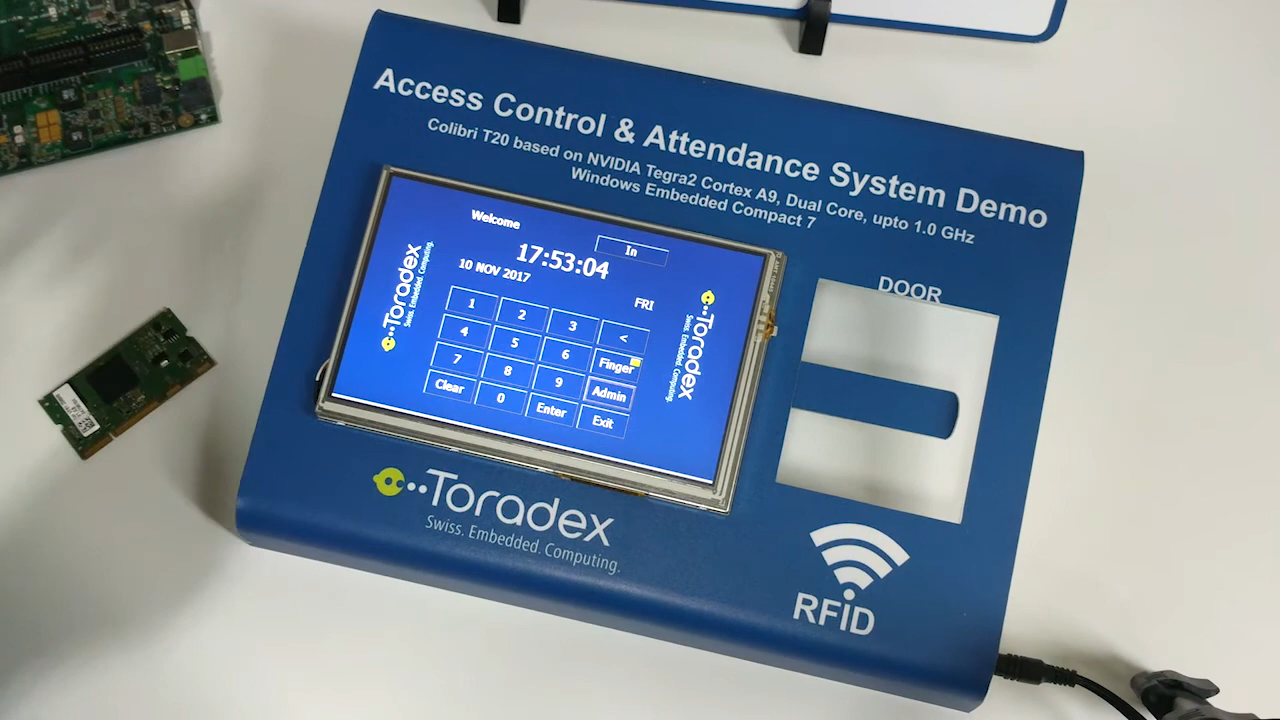 Access Control & Attendance System Demo
Colibri T20 based on NVIDIA Tegra2 Cortex A9, Dual Core, upto 1.0 GHz
Windows Embedded Compact 7
Welcome
In
17:53:04
10 NOV 2017
FRI
1 2 3 <
4 5 6 Finger
7 8 9 Admin
Clear 0 Enter Exit
Toradex
Swiss. Embedded. Computing.
Toradex
Swiss. Embedded. Computing.
DOOR
Toradex
Swiss. Embedded. Computing.
RFID